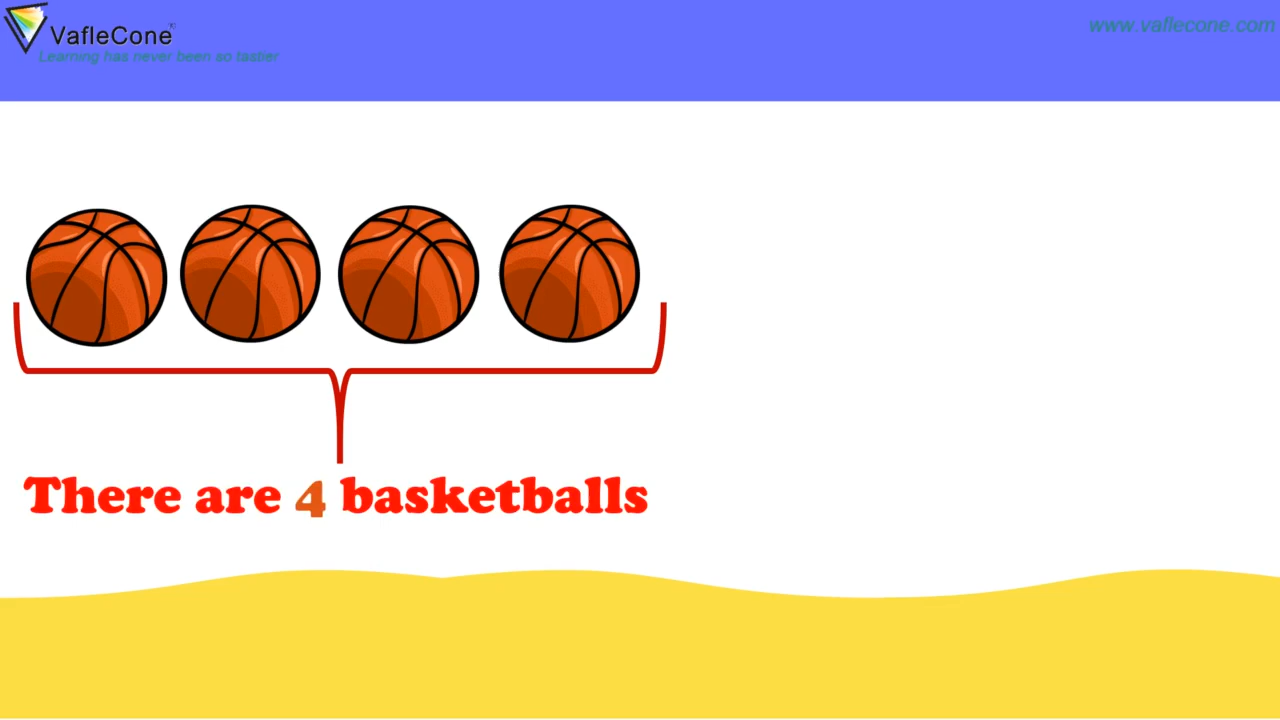 VafleCone
Learning has never been so tastier
www.vaflecone.com
There are 4 basketballs